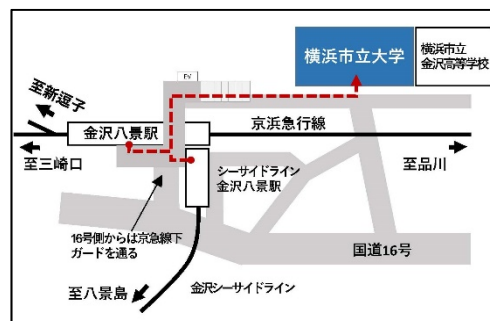 横浜市立大学
横浜市立
金沢高等学校
EV
至新逗子
金沢八景駅
京浜急行線
至三崎口
至品川
シーサイドライン
金沢八景駅
16号側からは京急線下
ガードを通る
国道16号
至八景島
金沢シーサイドライン